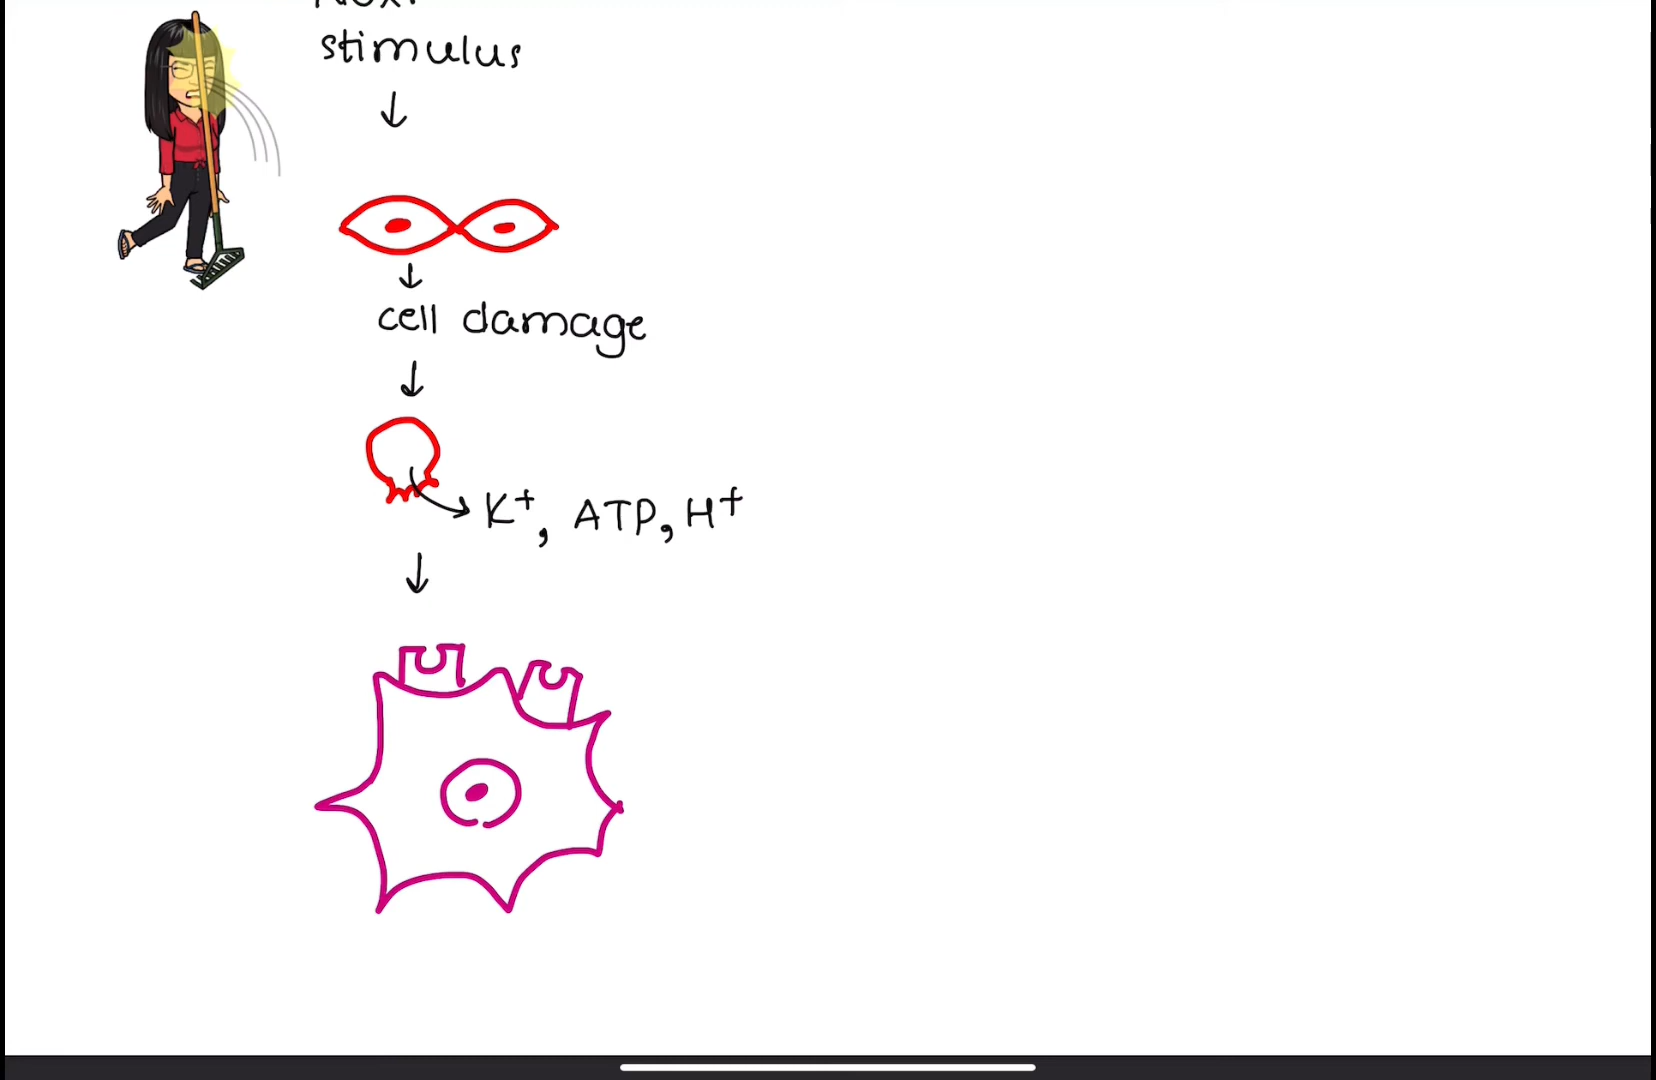 stimulus
↓
↓
cell damage
↓
K⁺, ATP, H⁺
↓